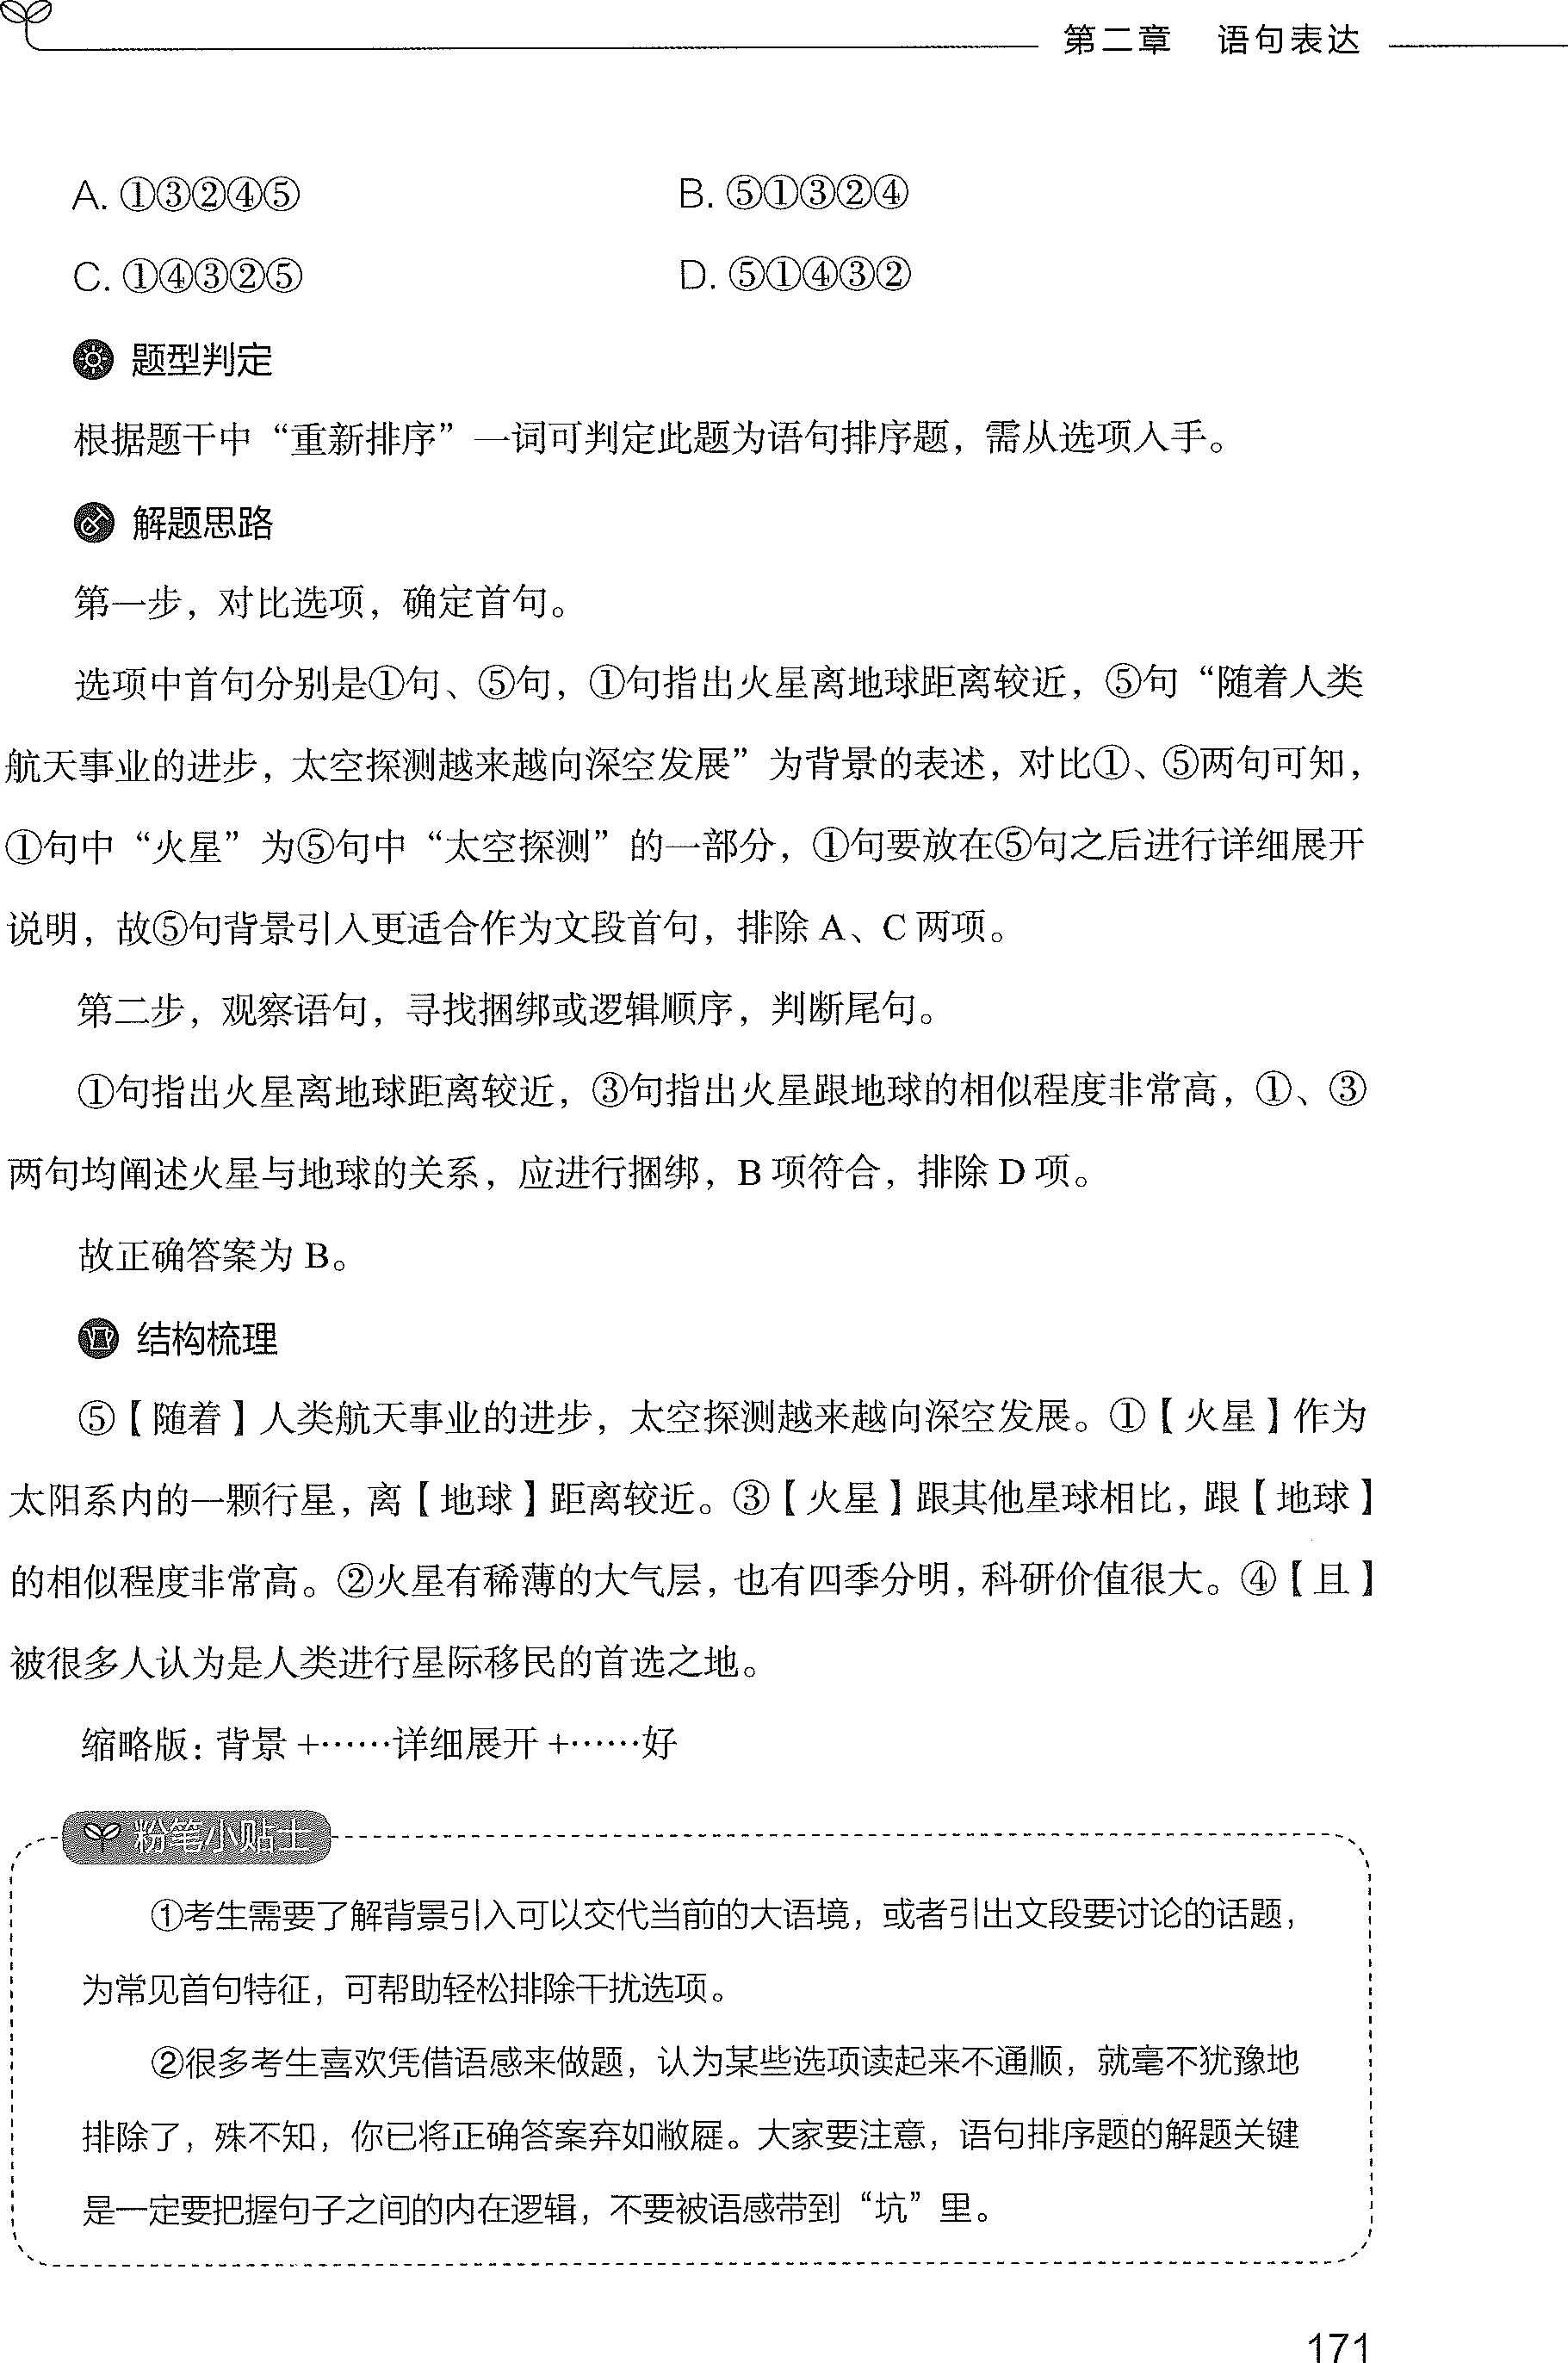 第二章 语句表达
A. ①③②④⑤ B. ⑤①③②④
C. ①④③②⑤ D. ⑤①④③②
题型判定
根据题干中“重新排序”一词可判定此题为语句排序题，需从选项入手。
解题思路
第一步，对比选项，确定首句。
选项中首句分别是①句、⑤句，①句指出火星离地球距离较近，⑤句“随着人类
航天事业的进步，太空探测越来越向深空发展”为背景的表述，对比①、⑤两句可知，
①句中“火星”为⑤句中“太空探测”的一部分，①句要放在⑤句之后进行详细展开
说明，故⑤句背景引入更适合作为文段首句，排除 A、C 两项。
第二步，观察语句，寻找捆绑或逻辑顺序，判断尾句。
①句指出火星离地球距离较近，③句指出火星跟地球的相似程度非常高，①、③
两句均阐述火星与地球的关系，应进行捆绑，B 项符合，排除 D 项。
故正确答案为 B。
结构梳理
⑤【随着】人类航天事业的进步，太空探测越来越向深空发展。①【火星】作为
太阳系内的一颗行星，离【地球】距离较近。③【火星】跟其他星球相比，跟【地球】
的相似程度非常高。②火星有稀薄的大气层，也有四季分明，科研价值很大。④【且】
被很多人认为是人类进行星际移民的首选之地。
缩略版：背景 +……详细展开 +……好
粉笔小贴士
①考生需要了解背景引入可以交代当前的大语境，或者引出文段要讨论的话题，
为常见首句特征，可帮助轻松排除干扰选项。
②很多考生喜欢凭借语感来做题，认为某些选项读起来不通顺，就毫不犹豫地
排除了，殊不知，你已将正确答案弃如敝屣。大家要注意，语句排序题的解题关键
是一定要把握句子之间的内在逻辑，不要被语感带到“坑”里。
171